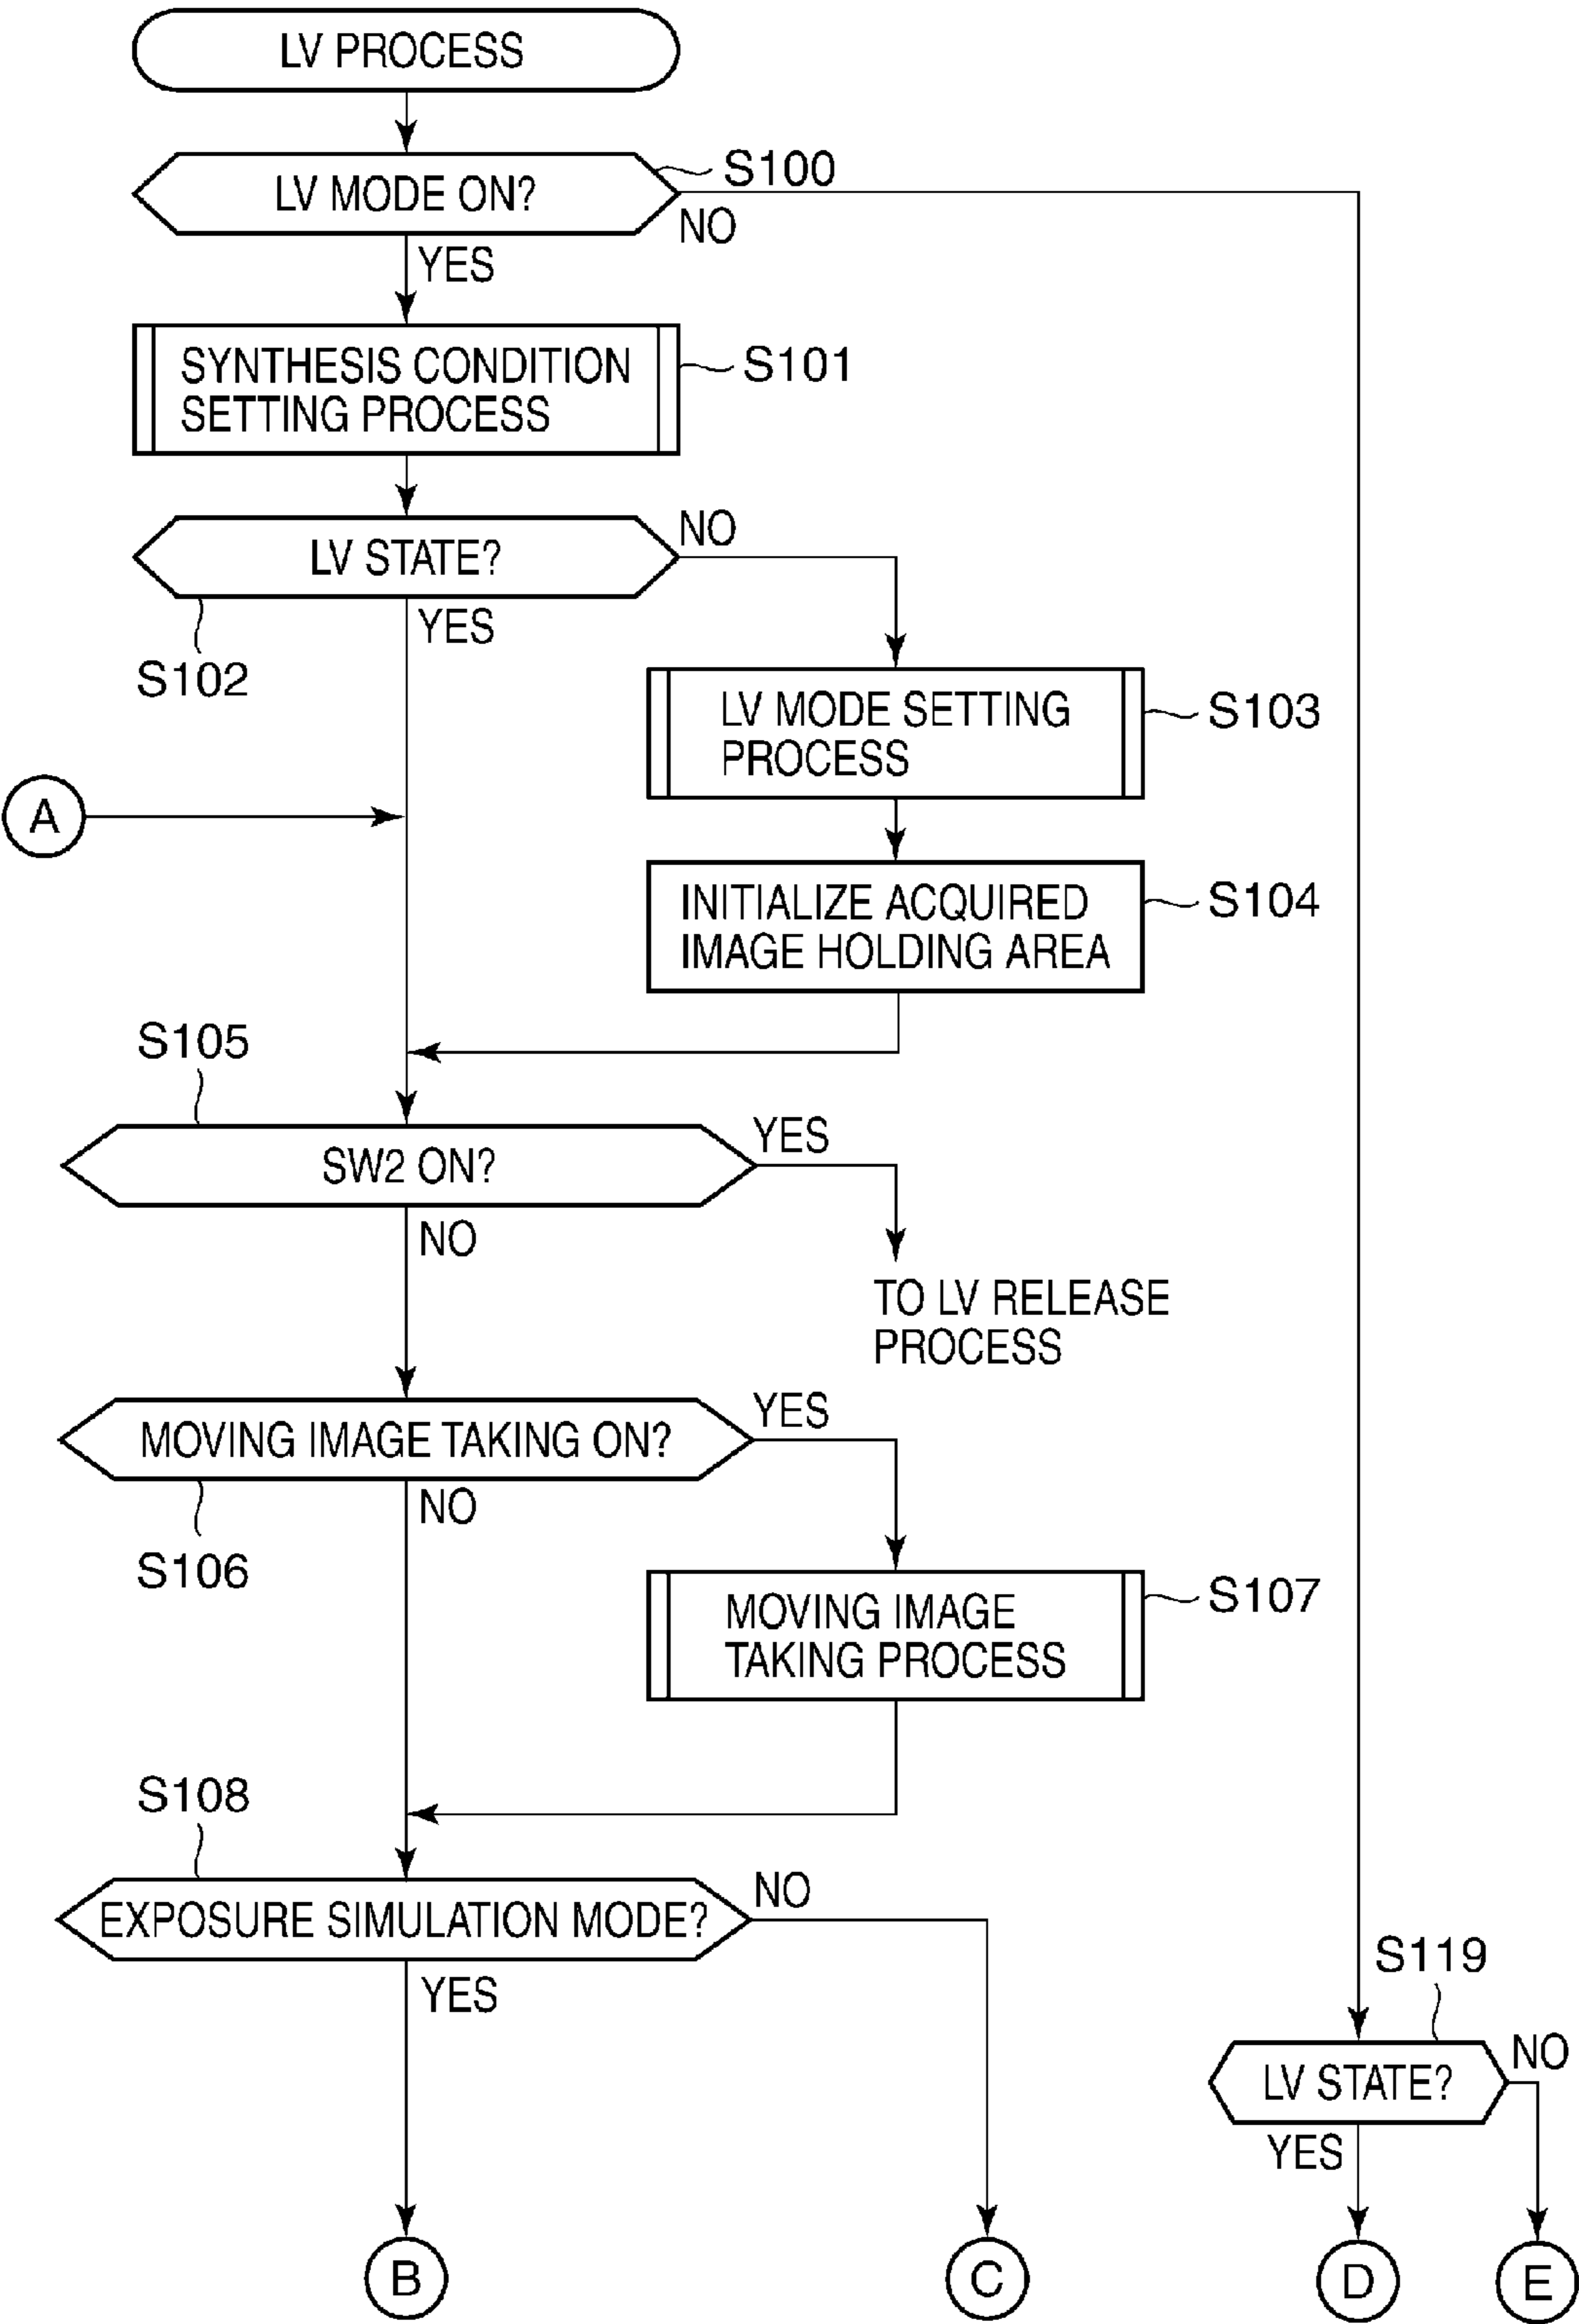 LV PROCESS
LV MODE ON?
S100
NO
YES
SYNTHESIS CONDITION
SETTING PROCESS
S101
LV STATE?
NO
YES
S102
LV MODE SETTING
PROCESS
S103
A
INITIALIZE ACQUIRED
IMAGE HOLDING AREA
S104
S105
SW2 ON?
YES
NO
TO LV RELEASE
PROCESS
MOVING IMAGE TAKING ON?
YES
NO
S106
MOVING IMAGE
TAKING PROCESS
S107
S108
EXPOSURE SIMULATION MODE?
NO
YES
S119
LV STATE?
NO
YES
B
C
D
E